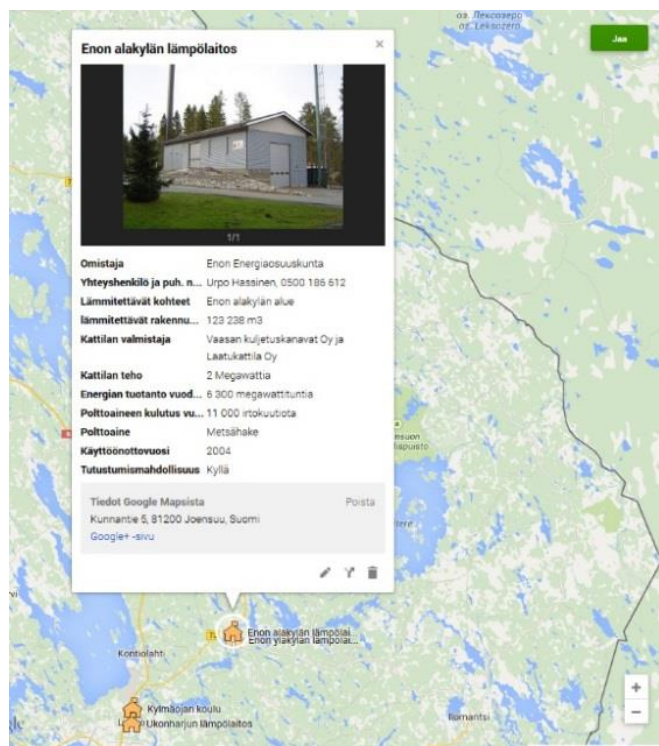 оз. Лексозеро
oz. Leksozero
Jaa
Enon alakylän lämpölaitos
×
1/1
Omistaja Enon Energiaosuuskunta
Yhteyshenkilö ja puh. n... Urpo Hassinen, 0500 186 612
Lämmitettävät kohteet Enon alakylän alue
lämmitettävät rakennu... 123 238 m3
Kattilan valmistaja Vaasan kuljetuskanavat Oy ja
Laatukattila Oy
Kattilan teho 2 Megawattia
Energian tuotanto vuod... 6 300 megawattituntia
Polttoaineen kulutus vu... 11 000 irtokuutiota
Polttoaine Metsähake
Käyttöönottovuosi 2004
Tutustumismahdollisuus Kyllä
Tiedot Google Mapsista Poista
Kunnantie 5, 81200 Joensuu, Suomi
Google+ -sivu
Enon alakylän lämpölai...
Enon yläkylän lämpölai...
Kontiolahti
Kylmäojan koulu
Ukonharjun lämpölaitos
Ilomantsi
+
−